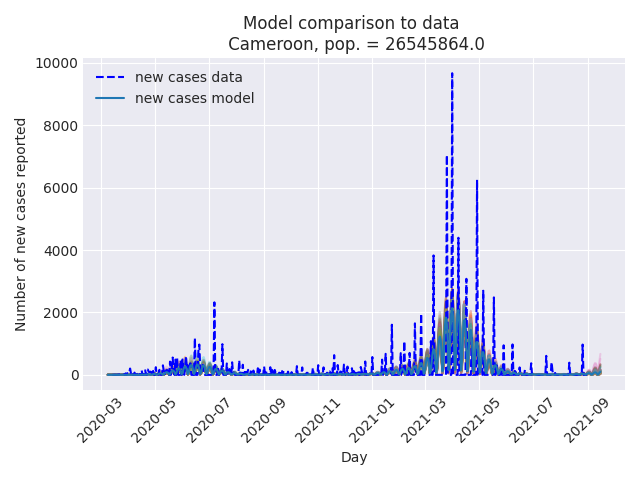 Model comparison to data
Cameroon, pop. = 26545864.0
10000
8000
6000
4000
2000
0
Number of new cases reported
new cases data
new cases model
2020-03
2020-05
2020-07
2020-09
2020-11
2021-01
2021-03
2021-05
2021-07
2021-09
Day